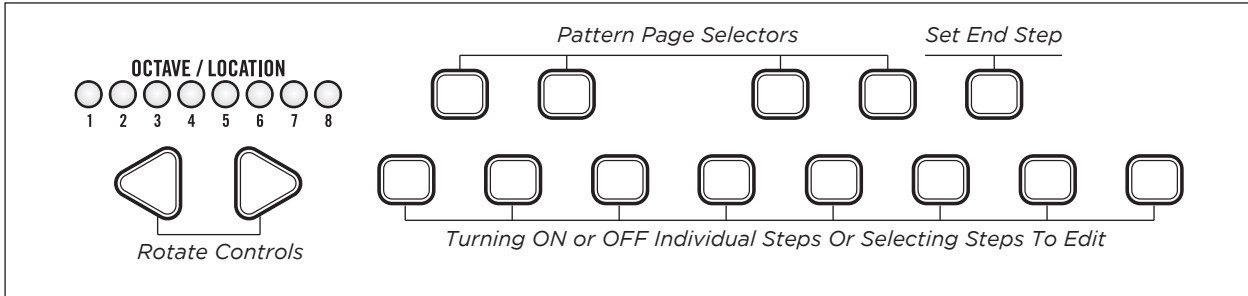 Pattern Page Selectors
Set End Step
OCTAVE / LOCATION
1 2 3 4 5 6 7 8
Rotate Controls
Turning ON or OFF Individual Steps Or Selecting Steps To Edit